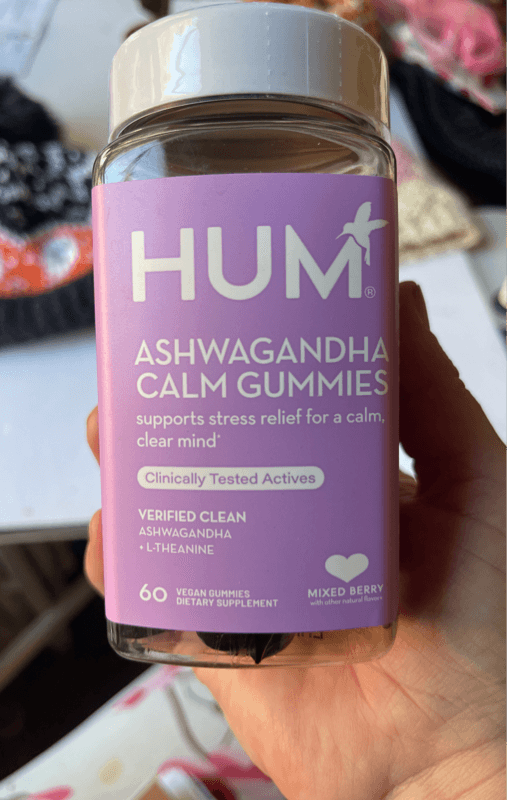 HUM®
ASHWAGANDHA
CALM GUMMIES
supports stress relief for a calm,
clear mind*
Clinically Tested Actives
VERIFIED CLEAN
ASHWAGANDHA
+ L-THEANINE
60 VEGAN GUMMIES
DIETARY SUPPLEMENT
MIXED BERRY
with other natural flavors